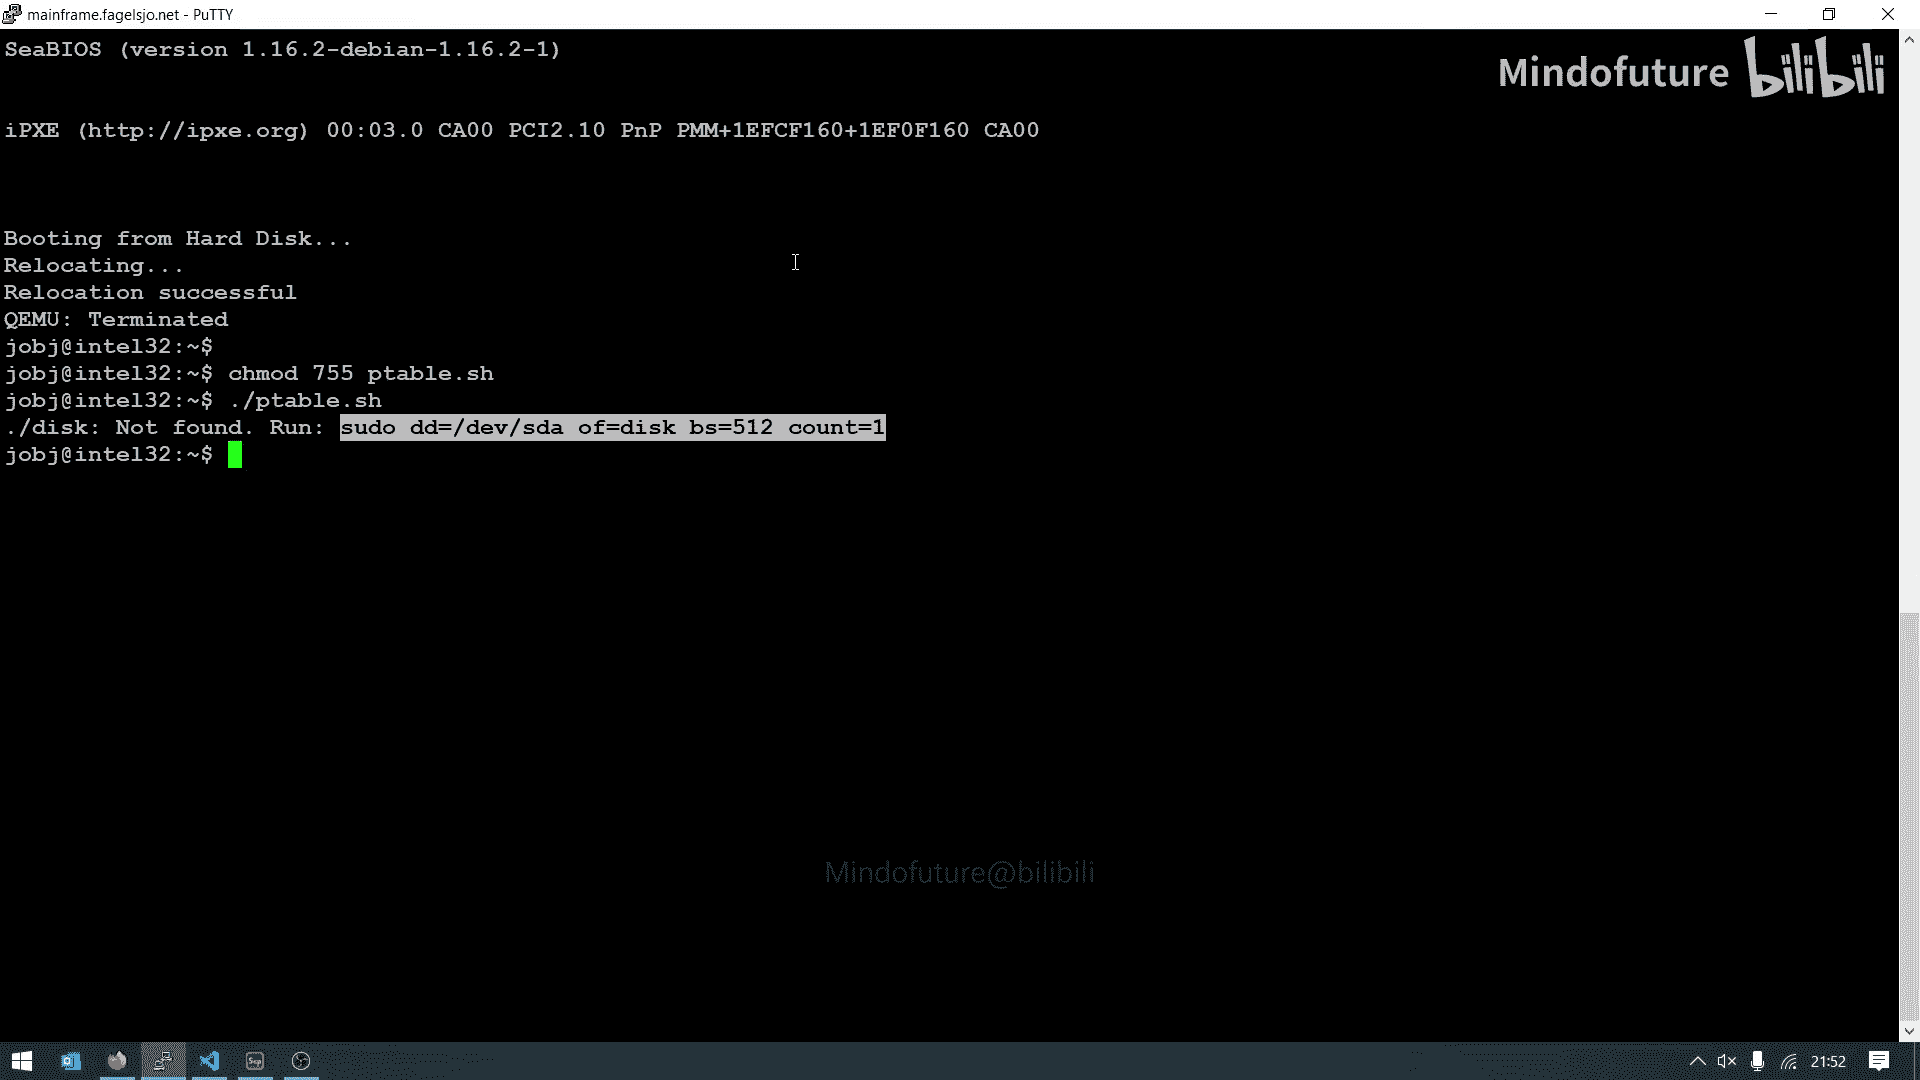 mainframe.fagelsjo.net - PuTTY
SeaBIOS (version 1.16.2-debian-1.16.2-1)
Mindofuture bilibili
iPXE (http://ipxe.org) 00:03.0 CA00 PCI2.10 PnP PMM+1EFCF160+1EF0F160 CA00
Booting from Hard Disk...
Relocating...
Relocation successful
QEMU: Terminated
jobj@intel32:~$
jobj@intel32:~$ chmod 755 ptable.sh
jobj@intel32:~$ ./ptable.sh
./disk: Not found. Run: sudo dd=/dev/sda of=disk bs=512 count=1
jobj@intel32:~$
Mindofuture@bilibili
21:52